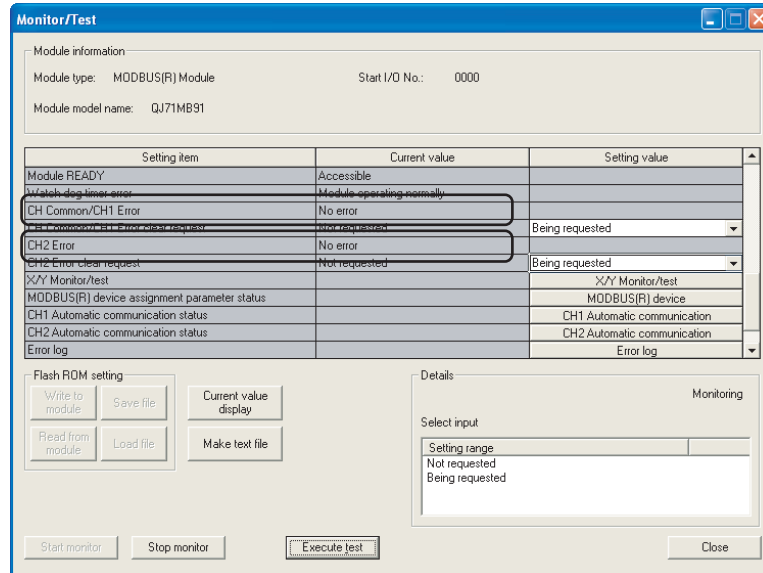 Monitor/Test
Module information
Module type: MODBUS(R) Module Start I/O No.: 0000
Module model name: QJ71MB91
Setting item Current value Setting value
Module READY Accessible
Watch dog timer error Module operating normally
CH Common/CH1 Error No error
CH Common/CH1 Error clear request Not requested Being requested
CH2 Error No error
CH2 Error clear request Not requested Being requested
X/Y Monitor/test X/Y Monitor/test
MODBUS(R) device assignment parameter status MODBUS(R) device
CH1 Automatic communication status CH1 Automatic communication
CH2 Automatic communication status CH2 Automatic communication
Error log Error log
Flash ROM setting
Write to module
Save file
Current value display
Read from module
Load file
Make text file
Details
Monitoring
Select input
Setting range
Not requested
Being requested
Start monitor Stop monitor Execute test Close